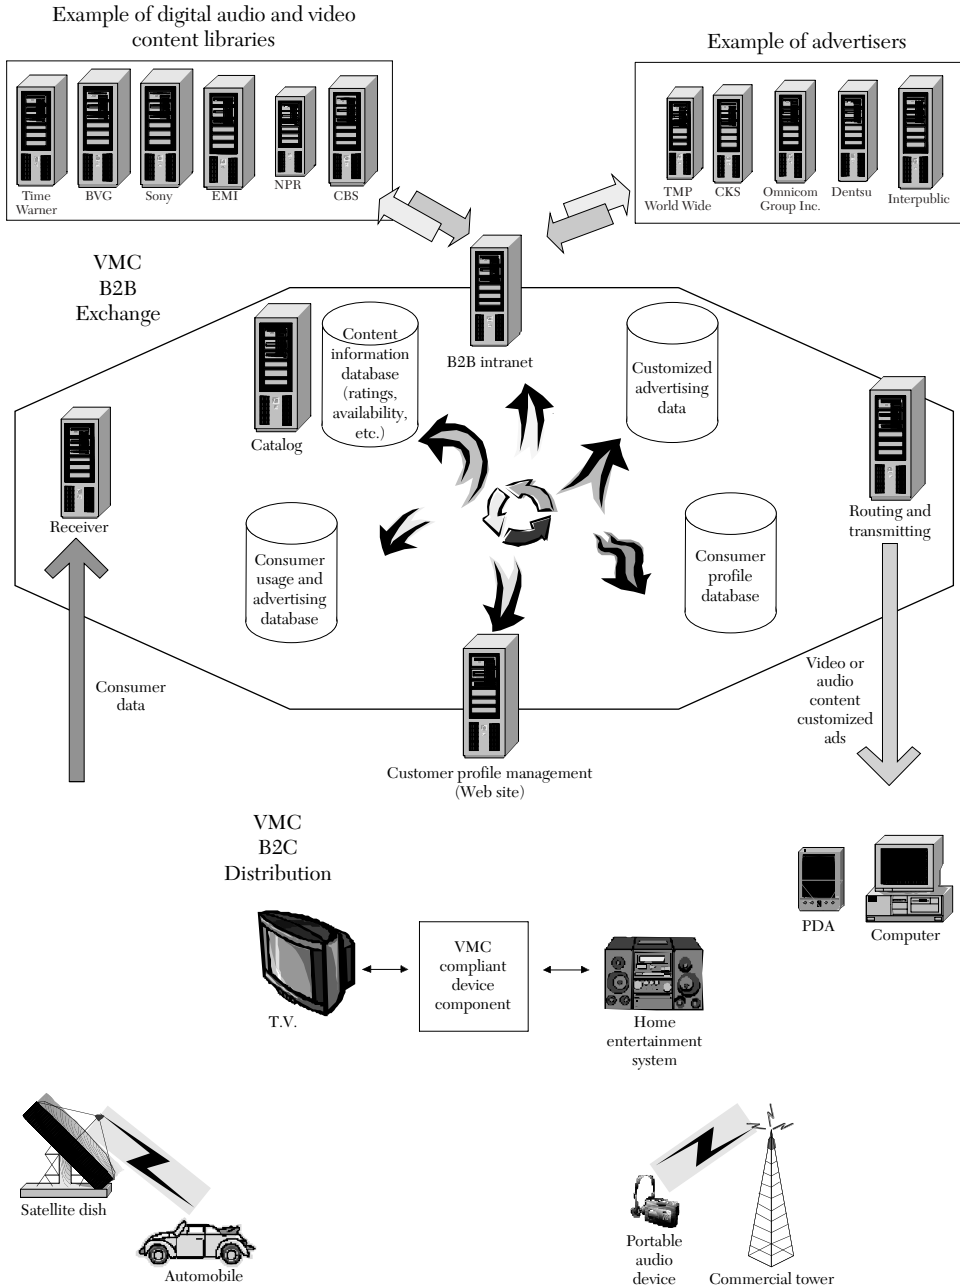 Example of digital audio and video
content libraries
Example of advertisers
Time
Warner
BVG
Sony
EMI
NPR
CBS
TMP
World Wide
CKS
Omnicom
Group Inc.
Dentsu
Interpublic
VMC
B2B
Exchange
B2B intranet
Content
information
database
(ratings,
availability,
etc.)
Catalog
Customized
advertising
data
Receiver
Routing and
transmitting
Consumer
usage and
advertising
database
Consumer
profile
database
Consumer
data
Video or
audio
content
customized
ads
Customer profile management
(Web site)
VMC
B2C
Distribution
PDA
Computer
T.V.
VMC
compliant
device
component
Home
entertainment
system
Satellite dish
Automobile
Portable
audio
device
Commercial tower